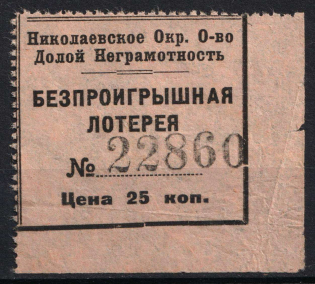 Николаевское Окр. О-во
Долой Неграмотность
БЕЗПРОИГРЫШНАЯ
ЛОТЕРЕЯ
№ 22860
Цена 25 коп.